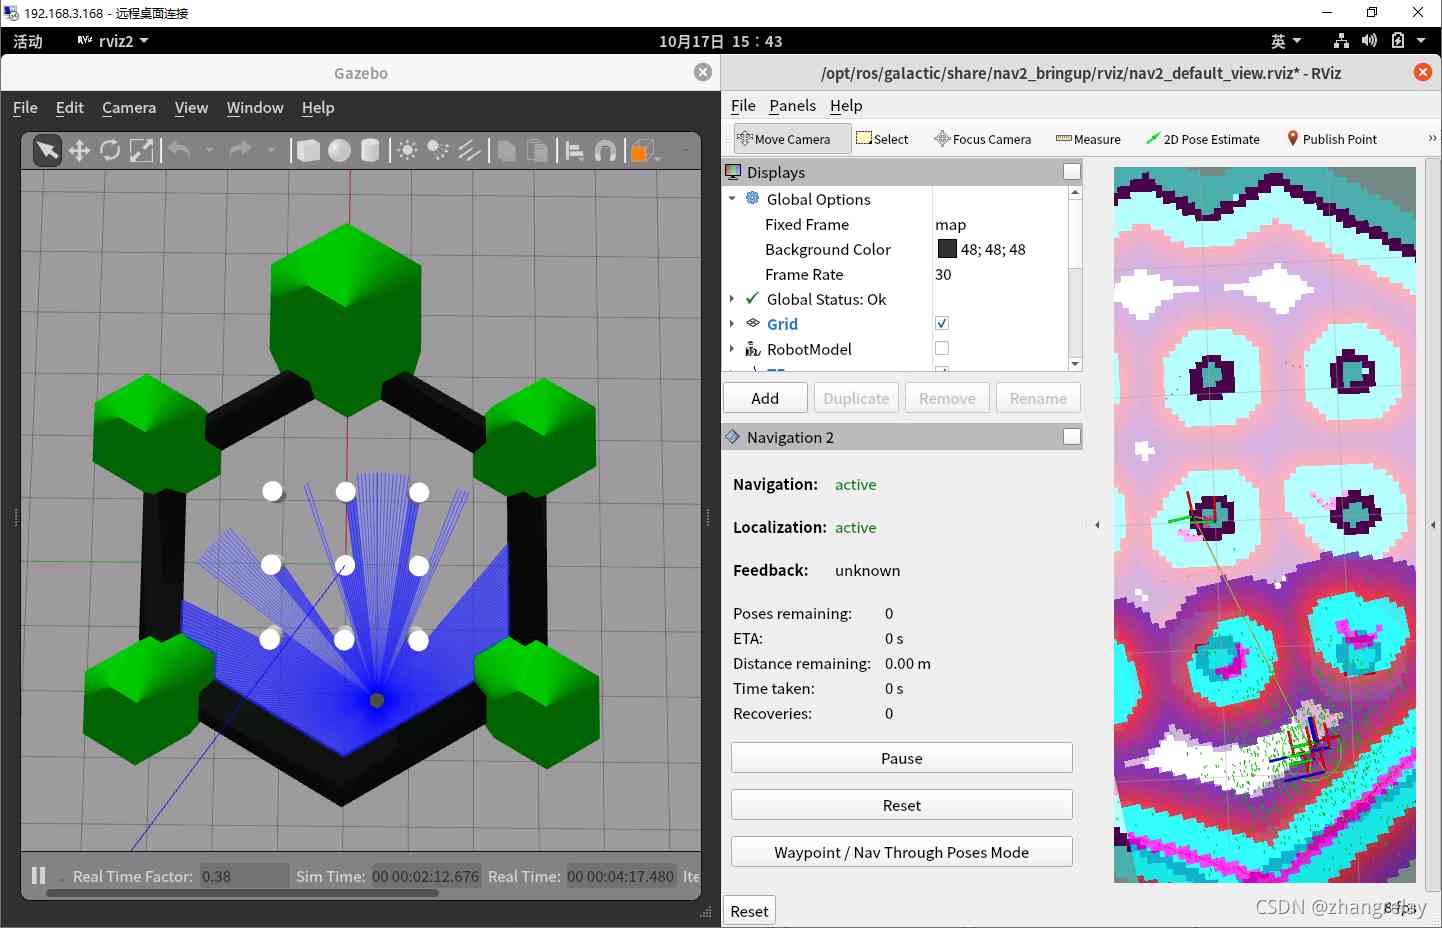 192.168.3.168 - 远程桌面连接
活动 rviz2 10月17日 15：43 英
Gazebo
File Edit Camera View Window Help
Real Time Factor: 0.38 Sim Time: 00 00:02:12.676 Real Time: 00 00:04:17.480 Ite
/opt/ros/galactic/share/nav2_bringup/rviz/nav2_default_view.rviz* - RViz
File Panels Help
Move Camera Select Focus Camera Measure 2D Pose Estimate Publish Point
Displays
Global Options
Fixed Frame map
Background Color 48; 48; 48
Frame Rate 30
Global Status: Ok
Grid
RobotModel
Add Duplicate Remove Rename
Navigation 2
Navigation: active
Localization: active
Feedback: unknown
Poses remaining: 0
ETA: 0 s
Distance remaining: 0.00 m
Time taken: 0 s
Recoveries: 0
Pause
Reset
Waypoint / Nav Through Poses Mode
Reset
8 fps
CSDN @zhangrelay